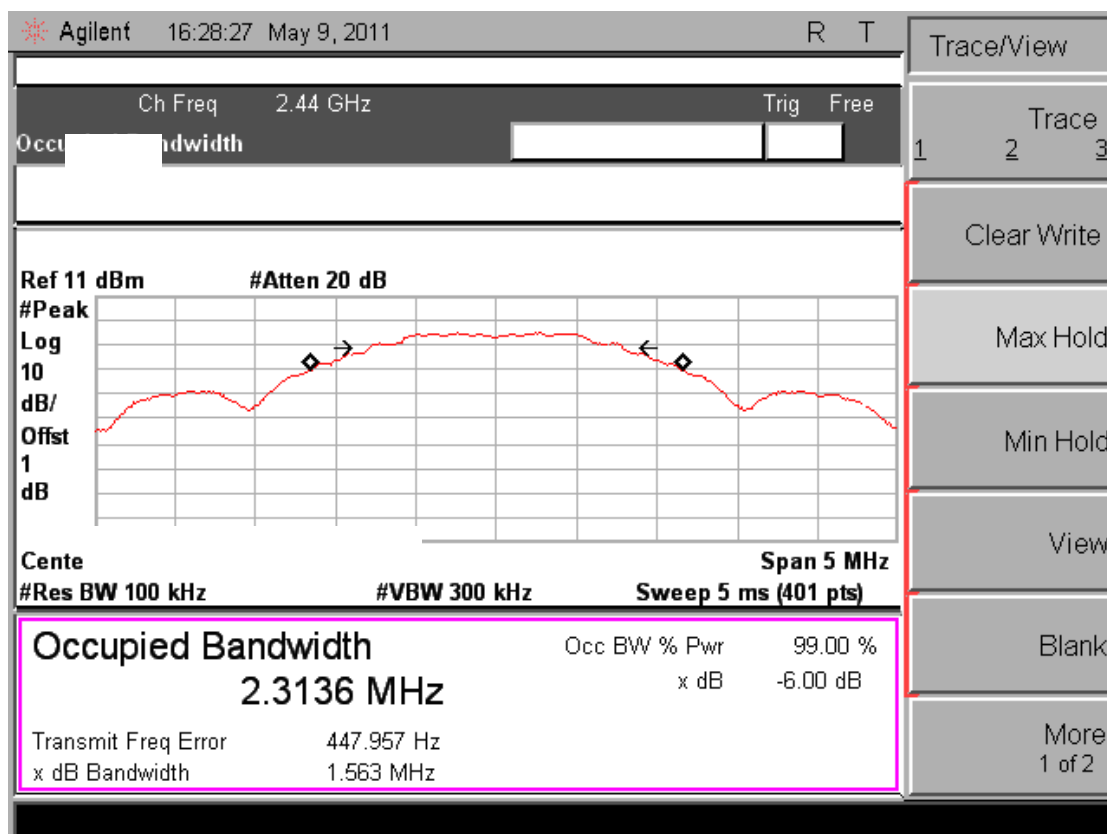 Agilent 16:28:27 May 9, 2011 R T
Trace/View
Ch Freq 2.44 GHz Trig Free
Occu ndwidth
Trace
1 2 3
Clear Write
Max Hold
Min Hold
View
Blank
More
1 of 2
Ref 11 dBm #Atten 20 dB
#Peak
Log
10
dB/
Offst
1
dB
Cente Span 5 MHz
#Res BW 100 kHz #VBW 300 kHz Sweep 5 ms (401 pts)
Occupied Bandwidth
2.3136 MHz
Occ BW % Pwr 99.00 %
x dB -6.00 dB
Transmit Freq Error 447.957 Hz
x dB Bandwidth 1.563 MHz